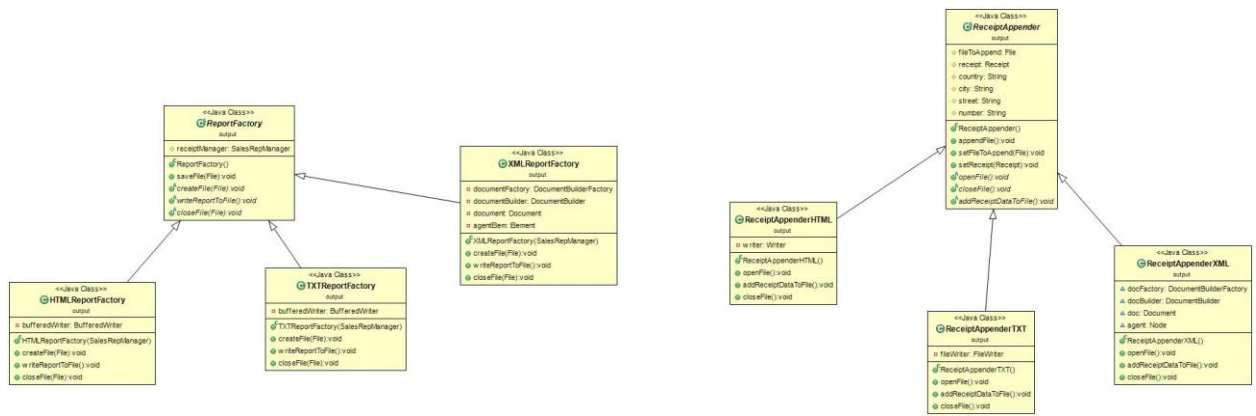 <<Java Class>>
ReportFactory
output
receiptManager: SalesRepManager
ReportFactory()
saveFile(File):void
createFile(File):void
writeReportToFile():void
closeFile(File):void
<<Java Class>>
XMLReportFactory
output
documentFactory: DocumentBuilderFactory
documentBuilder: DocumentBuilder
document: Document
agentElem: Element
XMLReportFactory(SalesRepManager)
createFile(File):void
writeReportToFile():void
closeFile(File):void
<<Java Class>>
HTMLReportFactory
output
bufferedWriter: BufferedWriter
HTMLReportFactory(SalesRepManager)
createFile(File):void
writeReportToFile():void
closeFile(File):void
<<Java Class>>
TXTReportFactory
output
bufferedWriter: BufferedWriter
TXTReportFactory(SalesRepManager)
createFile(File):void
writeReportToFile():void
closeFile(File):void
<<Java Class>>
ReceiptAppender
output
fileToAppend: File
receipt: Receipt
country: String
city: String
street: String
number: String
ReceiptAppender()
appendFile():void
setFileToAppend(File):void
setReceipt(Receipt):void
openFile():void
closeFile():void
addReceiptDataToFile():void
<<Java Class>>
ReceiptAppenderHTML
output
writer: Writer
ReceiptAppenderHTML()
openFile():void
addReceiptDataToFile():void
closeFile():void
<<Java Class>>
ReceiptAppenderTXT
output
fileWriter: FileWriter
ReceiptAppenderTXT()
openFile():void
addReceiptDataToFile():void
closeFile():void
<<Java Class>>
ReceiptAppenderXML
output
docFactory: DocumentBuilderFactory
docBuilder: DocumentBuilder
doc: Document
agent: Node
ReceiptAppenderXML()
openFile():void
addReceiptDataToFile():void
closeFile():void